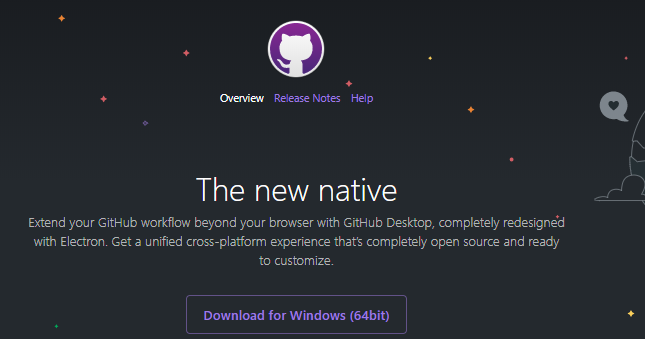 Overview Release Notes Help
The new native
Extend your GitHub workflow beyond your browser with GitHub Desktop, completely redesigned
with Electron. Get a unified cross-platform experience that's completely open source and ready
to customize.
Download for Windows (64bit)